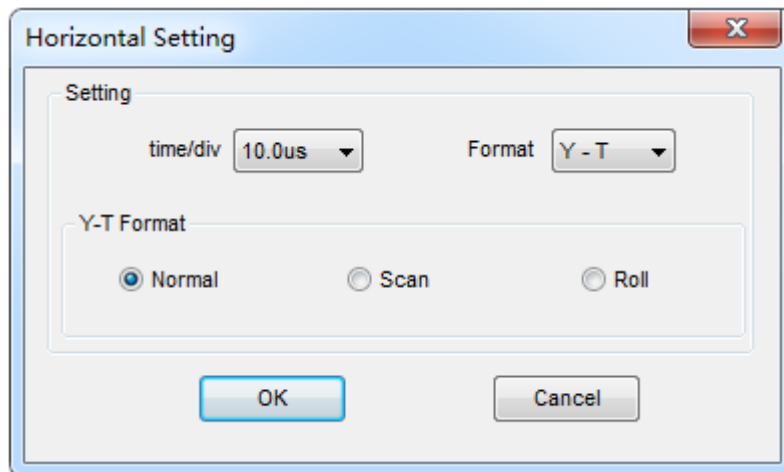 Horizontal Setting
Setting
time/div 10.0us Format Y - T
Y-T Format
Normal Scan Roll
OK Cancel